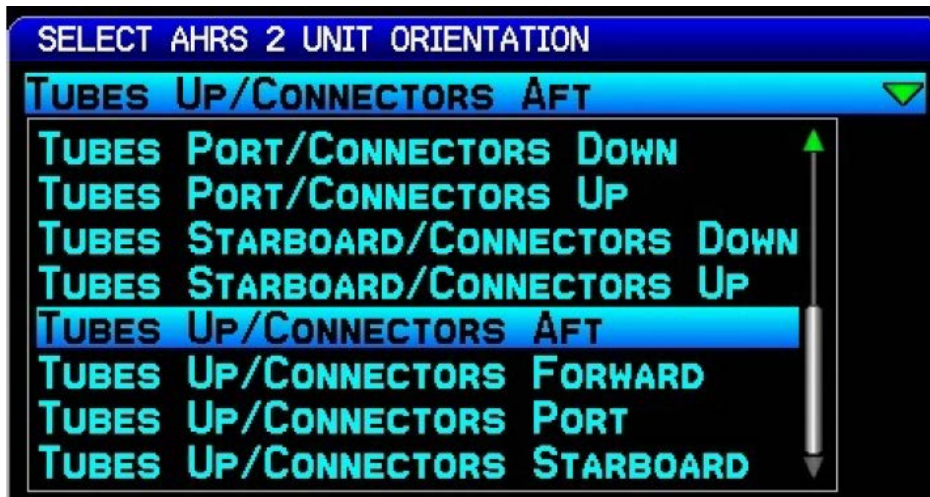 SELECT AHRS 2 UNIT ORIENTATION
TUBES UP/CONNECTORS AFT
TUBES PORT/CONNECTORS DOWN
TUBES PORT/CONNECTORS UP
TUBES STARBOARD/CONNECTORS DOWN
TUBES STARBOARD/CONNECTORS UP
TUBES UP/CONNECTORS AFT
TUBES UP/CONNECTORS FORWARD
TUBES UP/CONNECTORS PORT
TUBES UP/CONNECTORS STARBOARD